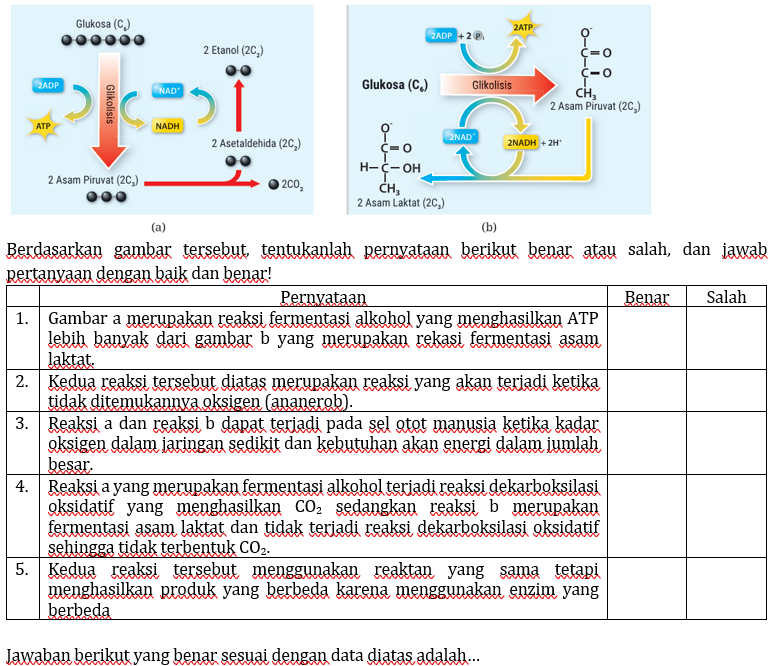 Glukosa (C₆)
2 Etanol (2C₂)
2ADP
NAD⁺
Glikolisis
ATP
NADH
2 Asetaldehida (2C₂)
2 Asam Piruvat (2C₃)
2CO₂
(a)
2ATP
2ADP + 2 Pᵢ
O⁻
C=O
C=O
CH₃
Glukosa (C₆)
Glikolisis
2 Asam Piruvat (2C₃)
2NAD⁺
2NADH + 2H⁺
O⁻
C=O
H–C–OH
CH₃
2 Asam Laktat (2C₃)
(b)
Berdasarkan gambar tersebut, tentukanlah pernyataan berikut benar atau salah, dan jawab
pertanyaan dengan baik dan benar!
Pernyataan Benar Salah
1. Gambar a merupakan reaksi fermentasi alkohol yang menghasilkan ATP
lebih banyak dari gambar b yang merupakan rekasi fermentasi asam
laktat.
2. Kedua reaksi tersebut diatas merupakan reaksi yang akan terjadi ketika
tidak ditemukannya oksigen (ananerob).
3. Reaksi a dan reaksi b dapat terjadi pada sel otot manusia ketika kadar
oksigen dalam jaringan sedikit dan kebutuhan akan energi dalam jumlah
besar.
4. Reaksi a yang merupakan fermentasi alkohol terjadi reaksi dekarboksilasi
oksidatif yang menghasilkan CO₂ sedangkan reaksi b merupakan
fermentasi asam laktat dan tidak terjadi reaksi dekarboksilasi oksidatif
sehingga tidak terbentuk CO₂.
5. Kedua reaksi tersebut menggunakan reaktan yang sama tetapi
menghasilkan produk yang berbeda karena menggunakan enzim yang
berbeda
Jawaban berikut yang benar sesuai dengan data diatas adalah...